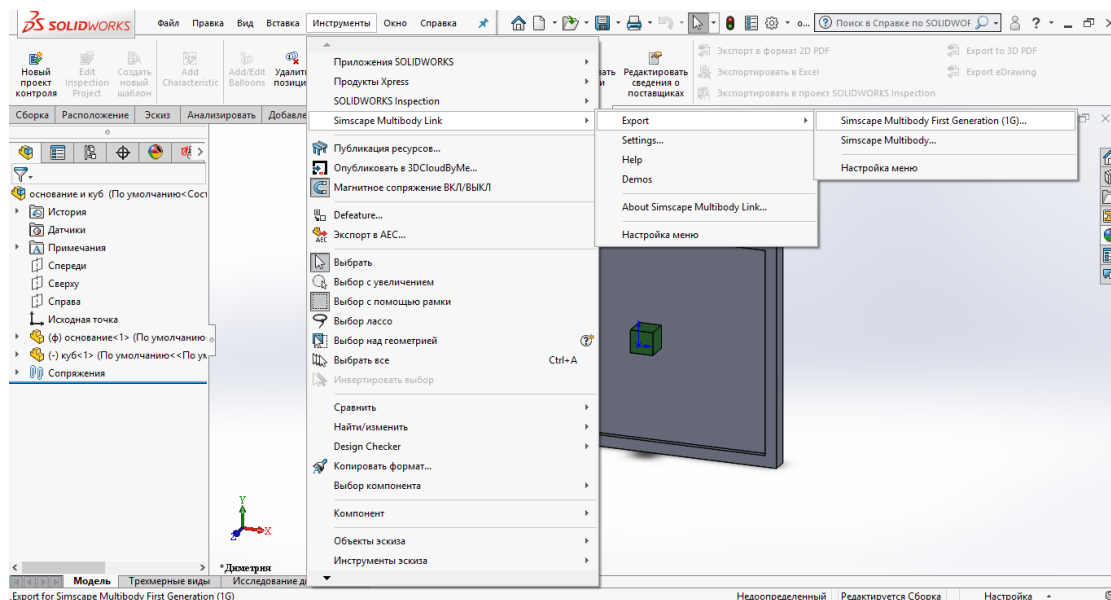 SOLIDWORKS
Файл Правка Вид Вставка Инструменты Окно Справка
о...
Поиск в Справке по SOLIDWOF
Новый проект контроля
Edit Inspection Project
Создать новый шаблон
Add Characteristic
Add/Edit Balloons
Удалить
Редактировать сведения о поставщиках
Экспорт в формат 2D PDF
Экспортировать в Excel
Экспортировать в проект SOLIDWORKS Inspection
Export to 3D PDF
Export eDrawing
Сборка Расположение Эскиз Анализировать Добавле
основание и куб (По умолчанию<Сост
История
Датчики
Примечания
Спереди
Сверху
Справа
Исходная точка
(ф) основание<1> (По умолчанию
(-) куб<1> (По умолчанию<<По ум
Сопряжения
Приложения SOLIDWORKS
Продукты Xpress
SOLIDWORKS Inspection
Simscape Multibody Link
Публикация ресурсов...
Опубликовать в 3DCloudByMe...
Магнитное сопряжение ВКЛ/ВЫКЛ
Defeature...
Экспорт в AEC...
Выбрать
Выбор с увеличением
Выбор с помощью рамки
Выбор лассо
Выбор над геометрией
Выбрать все Ctrl+A
Инвертировать выбор
Сравнить
Найти/изменить
Design Checker
Копировать формат...
Выбор компонента
Компонент
Объекты эскиза
Инструменты эскиза
Export
Settings...
Help
Demos
About Simscape Multibody Link...
Настройка меню
Simscape Multibody First Generation (1G)...
Simscape Multibody...
Настройка меню
Y
X
Z
*Диметрия
Модель Трехмерные виды Исследование д
.Export for Simscape Multibody First Generation (1G)
Недоопределенный Редактируется Сборка Настройка